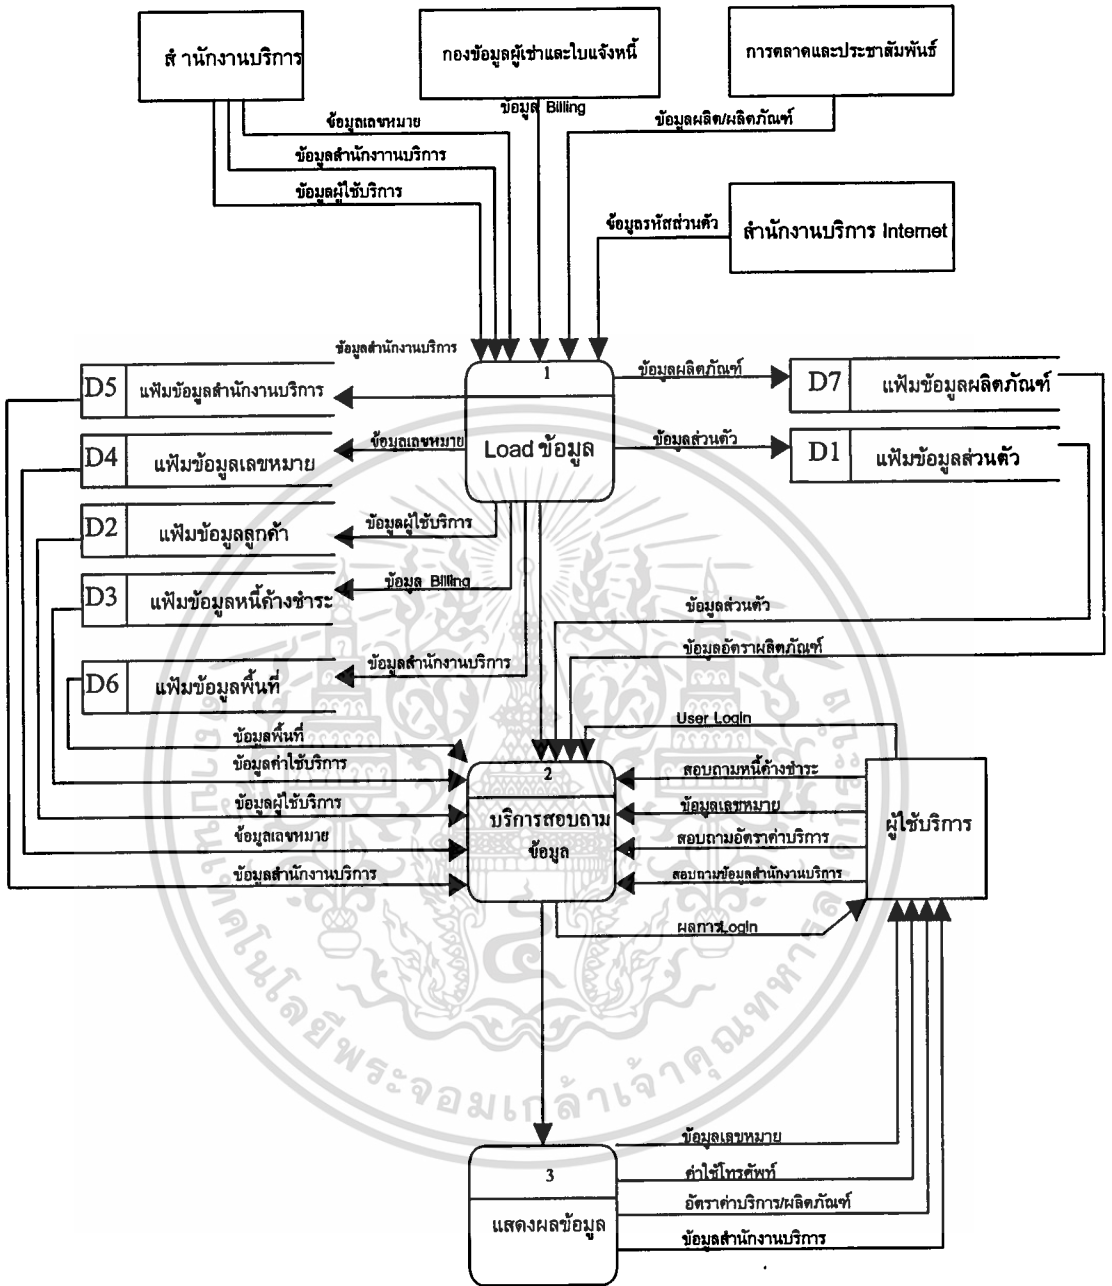 สำนักงานบริการ
กองข้อมูลผู้เช่าและใบแจ้งหนี้
การตลาดและประชาสัมพันธ์
ข้อมูล Billing
ข้อมูลเลขหมาย
ข้อมูลผลิต/ผลิตภัณฑ์
ข้อมูลสำนักงาานบริการ
ข้อมูลผู้ใช้บริการ
ข้อมูลรหัสส่วนตัว
สำนักงานบริการ Internet
ข้อมูลสำนักงานบริการ
1
Load ข้อมูล
ข้อมูลผลิตภัณฑ์
D7 แฟ้มข้อมูลผลิตภัณฑ์
D5 แฟ้มข้อมูลสำนักงานบริการ
ข้อมูลเลขหมาย
ข้อมูลส่วนตัว
D4 แฟ้มข้อมูลเลขหมาย
D1 แฟ้มข้อมูลส่วนตัว
D2 แฟ้มข้อมูลลูกค้า
ข้อมูลผู้ใช้บริการ
D3 แฟ้มข้อมูลหนี้ค้างชำระ
ข้อมูล Billing
ข้อมูลส่วนตัว
ข้อมูลอัตราผลิตภัณฑ์
D6 แฟ้มข้อมูลพื้นที่
ข้อมูลสำนักงานบริการ
User Login
ข้อมูลพื้นที่
ข้อมูลค่าใช้บริการ
ข้อมูลผู้ใช้บริการ
ข้อมูลเลขหมาย
ข้อมูลสำนักงานบริการ
2
บริการสอบถาม
ข้อมูล
สอบถามหนี้ค้างชำระ
ข้อมูลเลขหมาย
สอบถามอัตราค่าบริการ
สอบถามข้อมูลสำนักงานบริการ
ผลการLogin
ผู้ใช้บริการ
3
แสดงผลข้อมูล
ข้อมูลเลขหมาย
ค่าใช้โทรศัพท์
อัตราค่าบริการ/ผลิตภัณฑ์
ข้อมูลสำนักงานบริการ